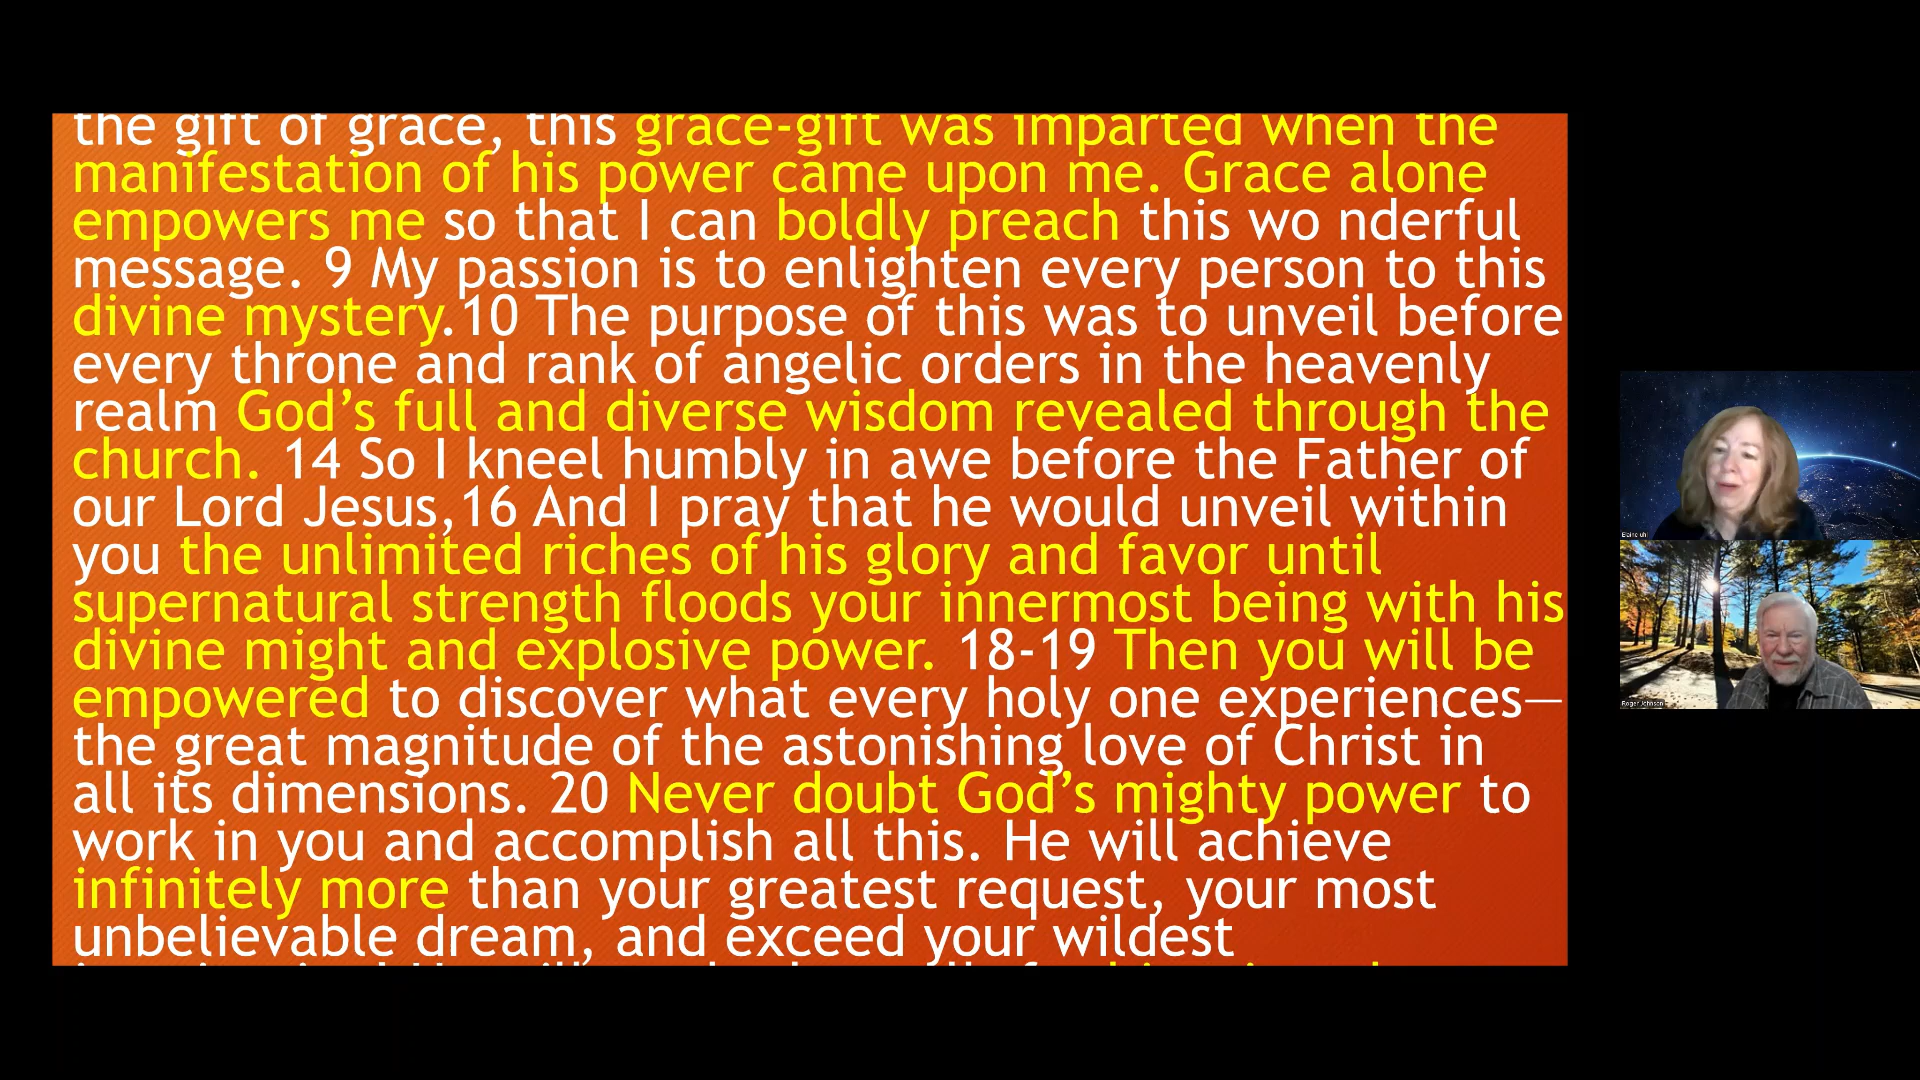 the gift of grace, this grace-gift was imparted when the
manifestation of his power came upon me. Grace alone
empowers me so that I can boldly preach this wo nderful
message. 9 My passion is to enlighten every person to this
divine mystery.10 The purpose of this was to unveil before
every throne and rank of angelic orders in the heavenly
realm God’s full and diverse wisdom revealed through the
church. 14 So I kneel humbly in awe before the Father of
our Lord Jesus,16 And I pray that he would unveil within
you the unlimited riches of his glory and favor until
supernatural strength floods your innermost being with his
divine might and explosive power. 18-19 Then you will be
empowered to discover what every holy one experiences—
the great magnitude of the astonishing love of Christ in
all its dimensions. 20 Never doubt God’s mighty power to
work in you and accomplish all this. He will achieve
infinitely more than your greatest request, your most
unbelievable dream, and exceed your wildest
Elaine uhl
Roger Johnson